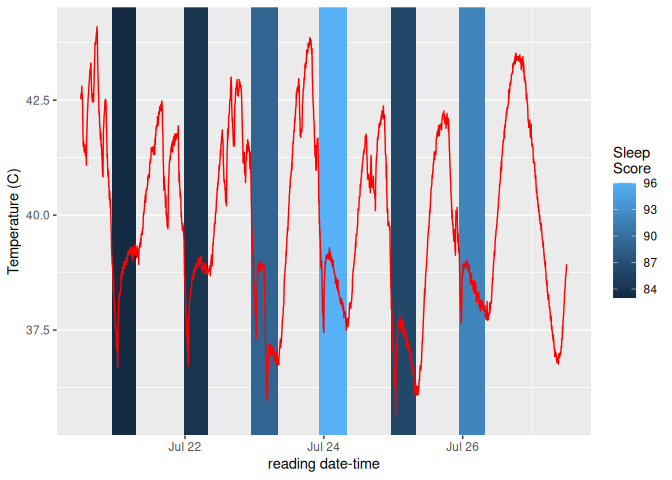 42.5
40.0
37.5
Temperature (C)
Jul 22
Jul 24
Jul 26
reading date-time
Sleep
Score
96
93
90
87
84